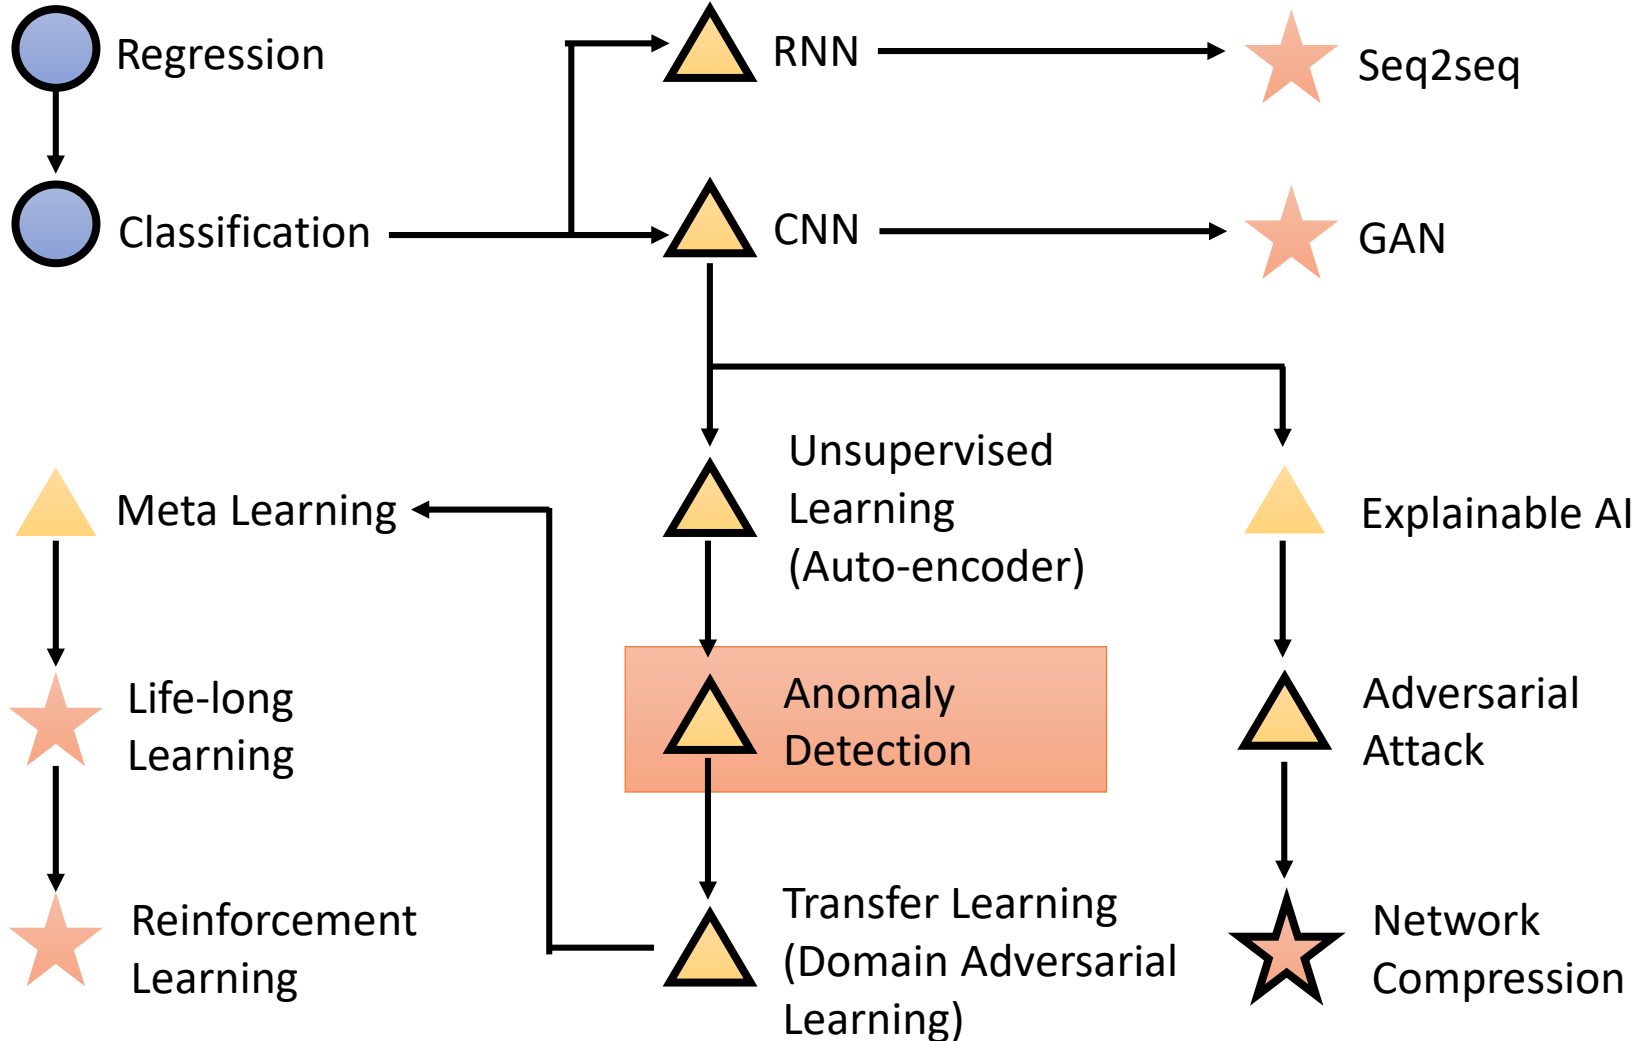 Regression
RNN
Seq2seq
Classification
CNN
GAN
Unsupervised
Learning
(Auto-encoder)
Meta Learning
Explainable AI
Life-long
Learning
Anomaly
Detection
Adversarial
Attack
Reinforcement
Learning
Transfer Learning
(Domain Adversarial
Learning)
Network
Compression